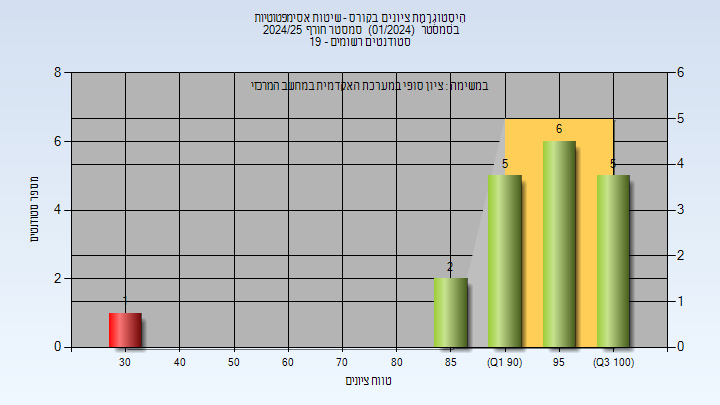 היסטוגרמת ציונים בקורס - שיטות אסימפטוטיות
בסמסטר (01/2024) סמסטר חורף 2024/25
סטודנטים רשומים - 19
במשימה : ציון סופי במערכת האקדמית במחשב המרכזי
מספר סטודנטים
8
6
4
2
0
6
5
4
3
2
1
0
1
2
5
6
5
30 40 50 60 70 80 85 (Q1 90) 95 (Q3 100)
טווח ציונים